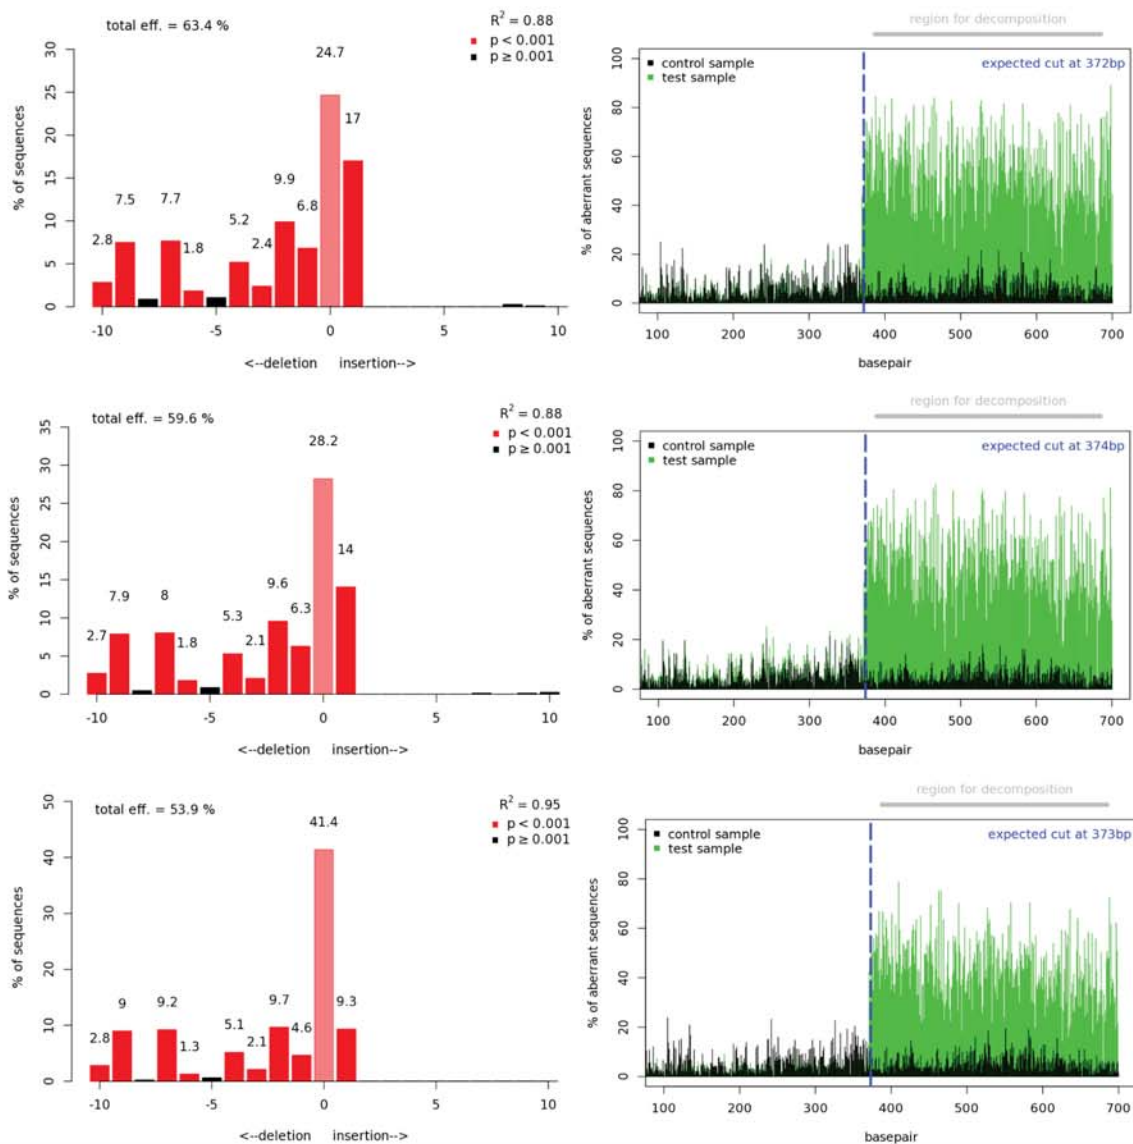 total eff. = 63.4 %
R² = 0.88
p < 0.001
p ≥ 0.001
% of sequences
30
25
20
15
10
5
0
2.8
7.5
7.7
1.8
5.2
2.4
9.9
6.8
24.7
17
-10
-5
0
5
10
<--deletion insertion-->
region for decomposition
control sample
test sample
expected cut at 372bp
% of aberrant sequences
100
80
60
40
20
0
100
200
300
400
500
600
700
basepair
total eff. = 59.6 %
R² = 0.88
p < 0.001
p ≥ 0.001
% of sequences
35
30
25
20
15
10
5
0
2.7
7.9
8
1.8
5.3
2.1
9.6
6.3
28.2
14
-10
-5
0
5
10
<--deletion insertion-->
region for decomposition
control sample
test sample
expected cut at 374bp
% of aberrant sequences
100
80
60
40
20
0
100
200
300
400
500
600
700
basepair
total eff. = 53.9 %
R² = 0.95
p < 0.001
p ≥ 0.001
% of sequences
50
40
30
20
10
0
2.8
9
9.2
1.3
5.1
2.1
9.7
4.6
41.4
9.3
-10
-5
0
5
10
<--deletion insertion-->
region for decomposition
control sample
test sample
expected cut at 373bp
% of aberrant sequences
100
80
60
40
20
0
100
200
300
400
500
600
700
basepair